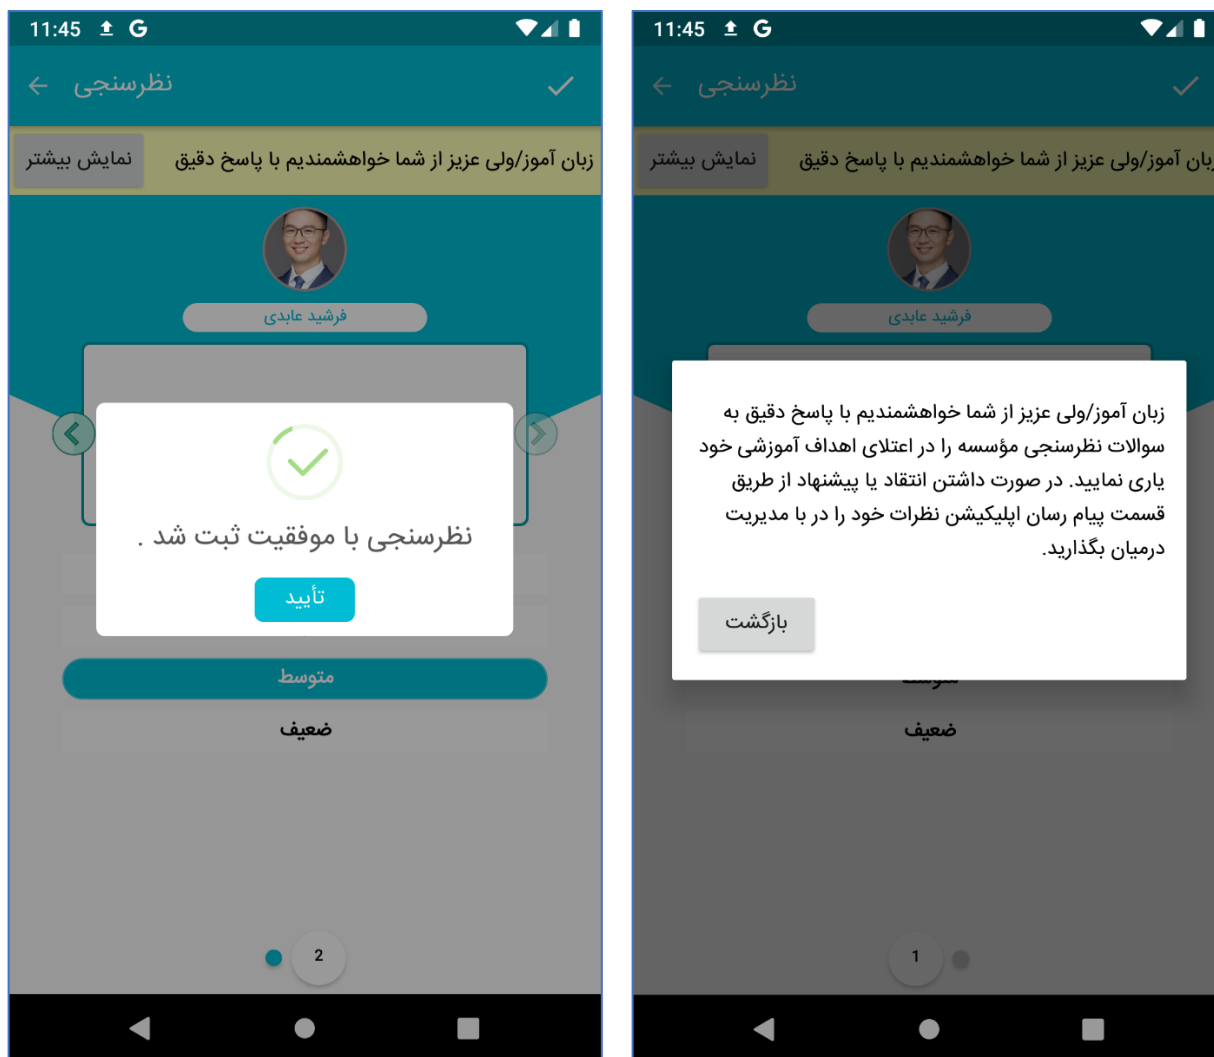 11:45
نظرسنجی
زبان آموز/ولی عزیز از شما خواهشمندیم با پاسخ دقیق
نمایش بیشتر
فرشید عابدی
نظرسنجی با موفقیت ثبت شد .
تأیید
متوسط
ضعیف
2
11:45
نظرسنجی
زبان آموز/ولی عزیز از شما خواهشمندیم با پاسخ دقیق
نمایش بیشتر
فرشید عابدی
زبان آموز/ولی عزیز از شما خواهشمندیم با پاسخ دقیق به
سوالات نظرسنجی مؤسسه را در اعتلای اهداف آموزشی خود
یاری نمایید. در صورت داشتن انتقاد یا پیشنهاد از طریق
قسمت پیام رسان اپلیکیشن نظرات خود را در با مدیریت
درمیان بگذارید.
بازگشت
ضعیف
1